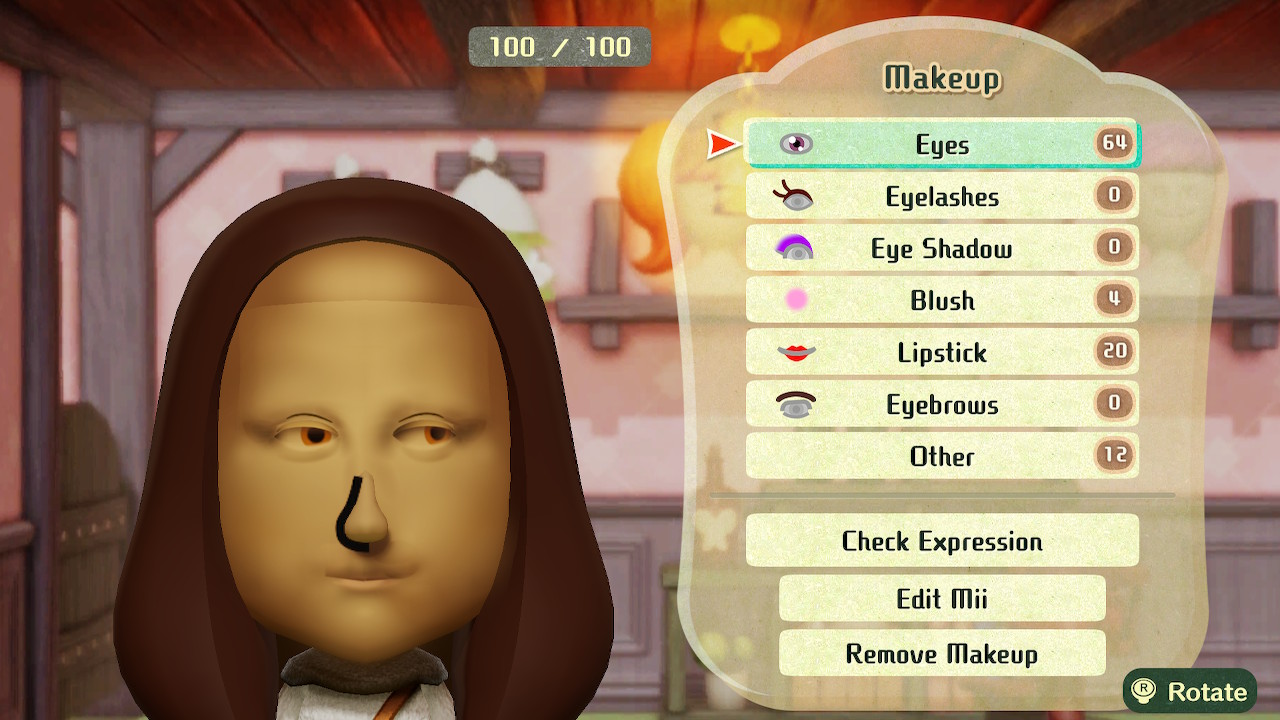 100 / 100
Makeup
Eyes 64
Eyelashes 0
Eye Shadow 0
Blush 4
Lipstick 20
Eyebrows 0
Other 12
Check Expression
Edit Mii
Remove Makeup
R Rotate